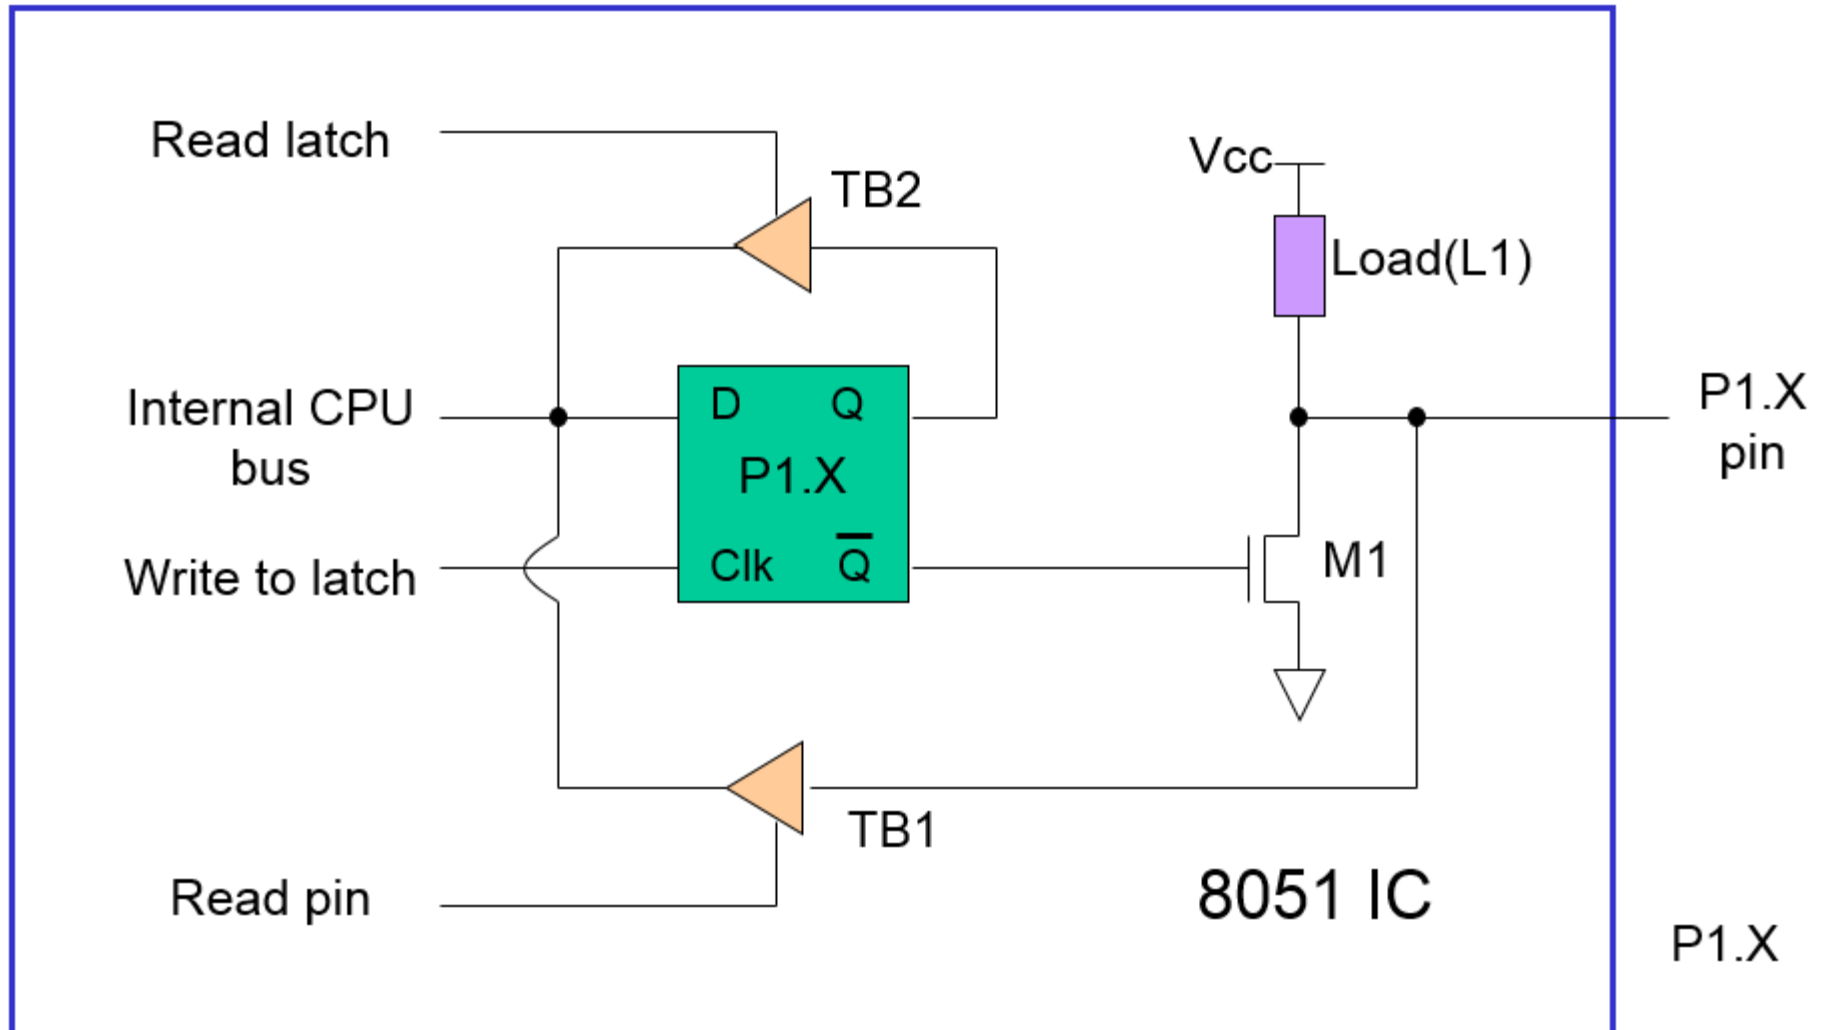 Read latch
TB2
Vcc
Load(L1)
Internal CPU
bus
D
Q
P1.X
Clk
Q̅
Write to latch
M1
P1.X
pin
TB1
Read pin
8051 IC
P1.X